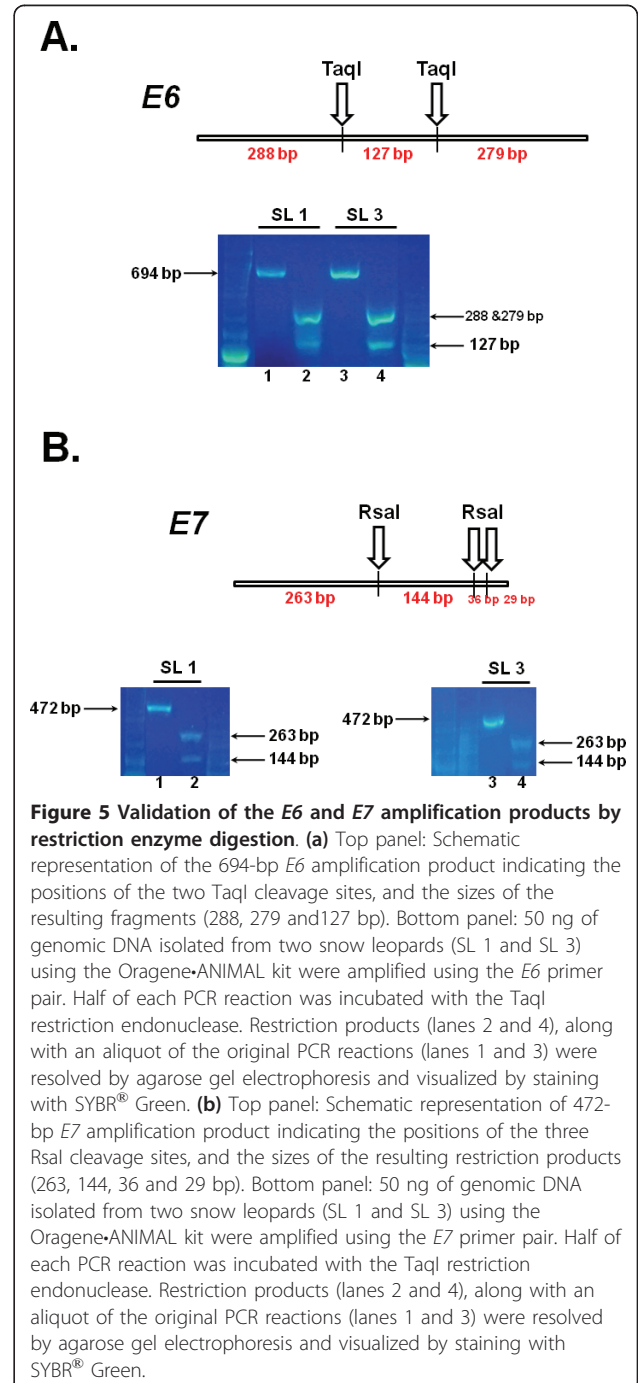 A.
TaqI TaqI
E6
288 bp 127 bp 279 bp
SL 1 SL 3
694 bp
288 &279 bp
127 bp
1 2 3 4
B.
RsaI RsaI
E7
263 bp 144 bp 36 bp 29 bp
SL 1 SL 3
472 bp 263 bp 472 bp 263 bp
144 bp 144 bp
1 2 3 4
Figure 5 Validation of the E6 and E7 amplification products by
restriction enzyme digestion. (a) Top panel: Schematic
representation of the 694-bp E6 amplification product indicating the
positions of the two TaqI cleavage sites, and the sizes of the
resulting fragments (288, 279 and127 bp). Bottom panel: 50 ng of
genomic DNA isolated from two snow leopards (SL 1 and SL 3)
using the Oragene•ANIMAL kit were amplified using the E6 primer
pair. Half of each PCR reaction was incubated with the TaqI
restriction endonuclease. Restriction products (lanes 2 and 4), along
with an aliquot of the original PCR reactions (lanes 1 and 3) were
resolved by agarose gel electrophoresis and visualized by staining
with SYBR® Green. (b) Top panel: Schematic representation of 472-
bp E7 amplification product indicating the positions of the three
RsaI cleavage sites, and the sizes of the resulting restriction products
(263, 144, 36 and 29 bp). Bottom panel: 50 ng of genomic DNA
isolated from two snow leopards (SL 1 and SL 3) using the
Oragene•ANIMAL kit were amplified using the E7 primer pair. Half of
each PCR reaction was incubated with the TaqI restriction
endonuclease. Restriction products (lanes 2 and 4), along with an
aliquot of the original PCR reactions (lanes 1 and 3) were resolved
by agarose gel electrophoresis and visualized by staining with
SYBR® Green.